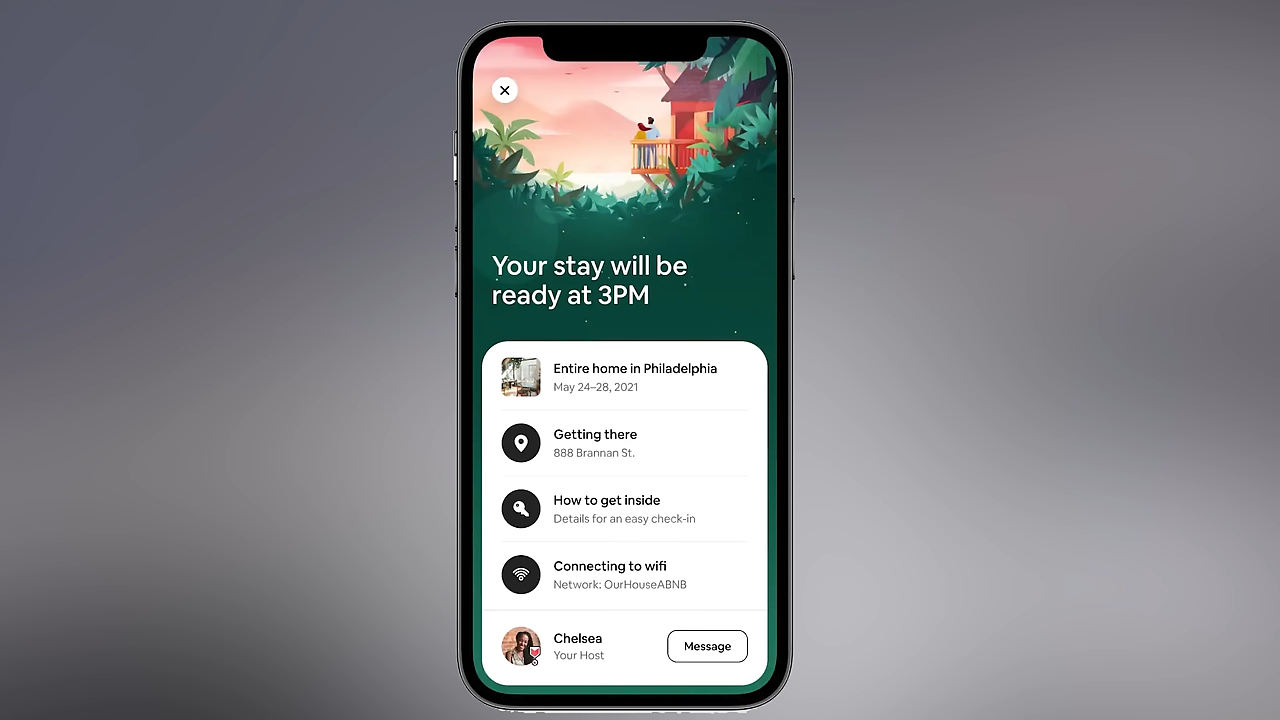 Your stay will be
ready at 3PM
Entire home in Philadelphia
May 24–28, 2021
Getting there
888 Brannan St.
How to get inside
Details for an easy check-in
Connecting to wifi
Network: OurHouseABNB
Chelsea
Your Host
Message